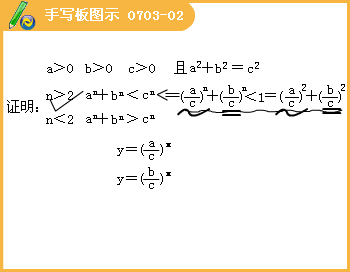 手写板图示 0703-02
a＞0 b＞0 c＞0 且a²＋b²＝c²
证明: n＞2 aⁿ＋bⁿ＜cⁿ ⇐(a/c)ⁿ＋(b/c)ⁿ＜1＝(a/c)²＋(b/c)²
n＜2 aⁿ＋bⁿ＞cⁿ
y＝(a/c)ˣ
y＝(b/c)ˣ